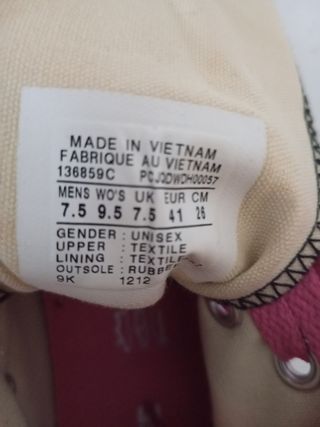 MADE IN VIETNAM
FABRIQUE AU VIETNAM
136859C PCJQDWDH00057
MENS WO'S UK EUR CM
7.5 9.5 7.5 41 26
GENDER : UNISEX
UPPER : TEXTILE
LINING : TEXTILE
OUTSOLE : RUBBER
9K 1212